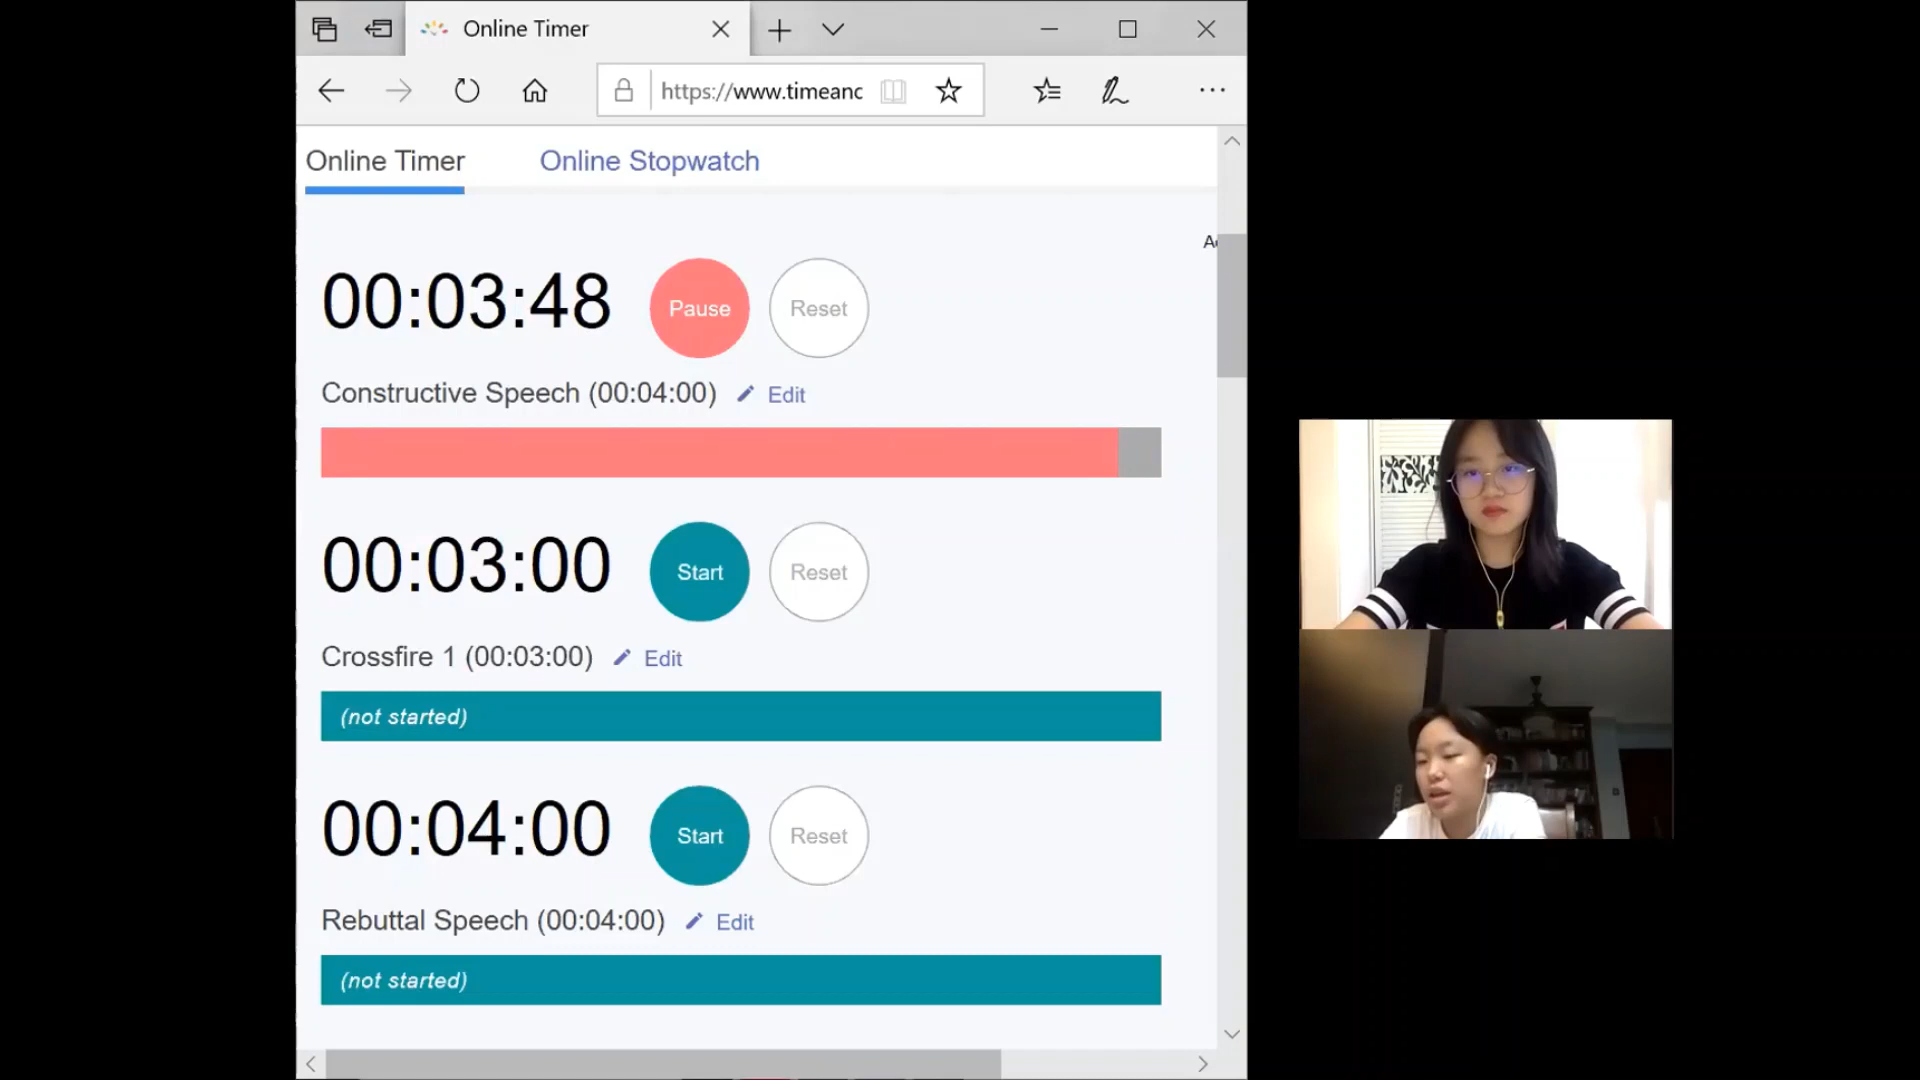 Online Timer
https://www.timeanc
Online Timer
Online Stopwatch
00:03:48
Pause
Reset
Constructive Speech (00:04:00)
Edit
00:03:00
Start
Reset
Crossfire 1 (00:03:00)
Edit
(not started)
00:04:00
Start
Reset
Rebuttal Speech (00:04:00)
Edit
(not started)